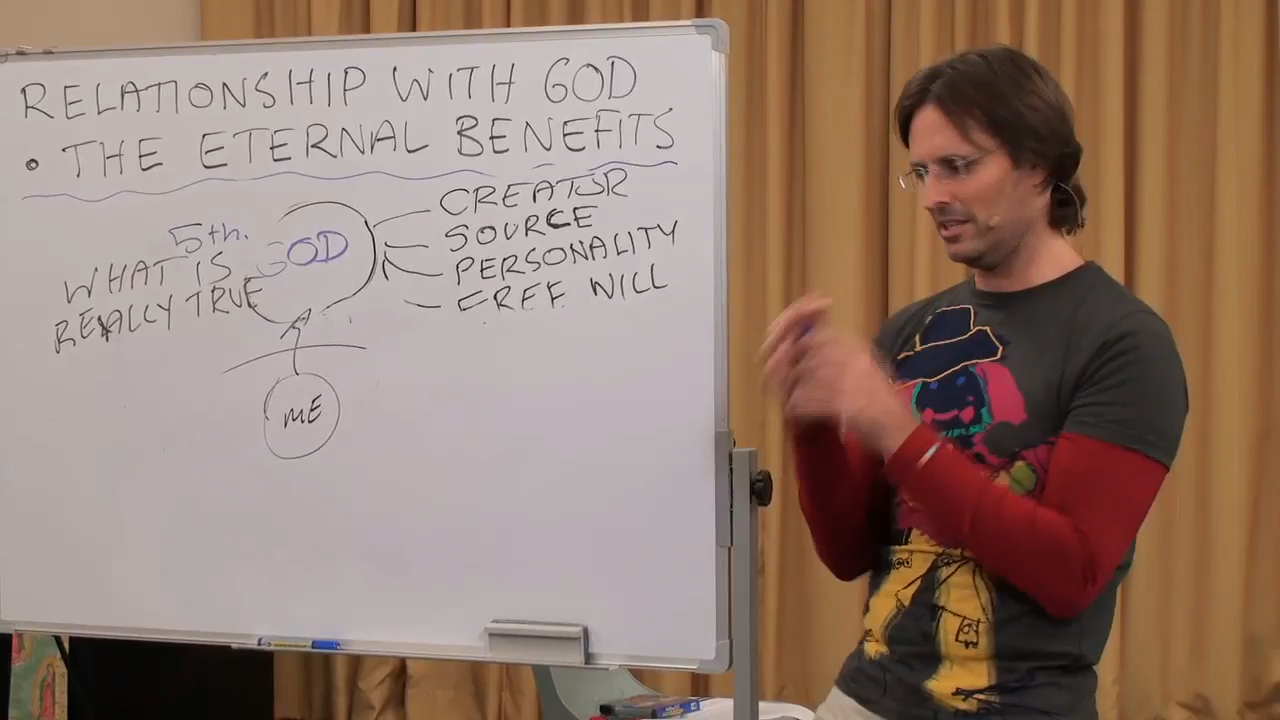 RELATIONSHIP WITH GOD
• THE ETERNAL BENEFITS
CREATOR
SOURCE
PERSONALITY
FREE WILL
5th.
WHAT IS
REALLY TRUE
GOD
ME